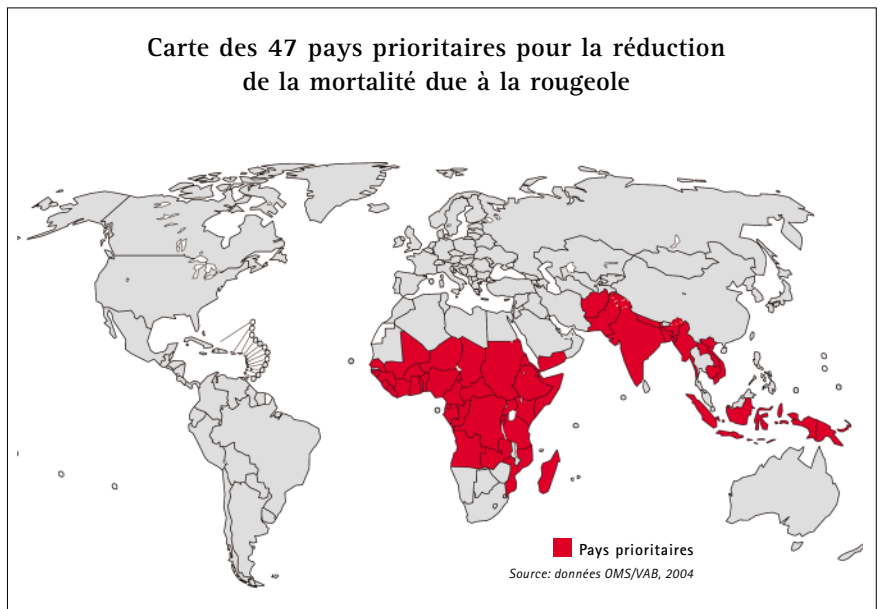 Carte des 47 pays prioritaires pour la réduction
de la mortalité due à la rougeole
Pays prioritaires
Source: données OMS/VAB, 2004